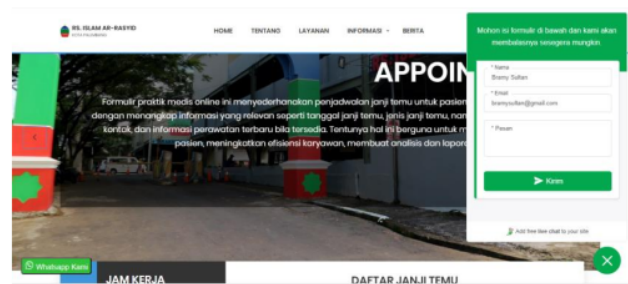 RS. ISLAM AR-RASYID
KOTA PALEMBANG
HOME TENTANG LAYANAN INFORMASI BERITA
APPOIN
Formulir praktik medis online ini menyederhanakan penjadwalan janji temu untuk pasien
dengan menangkap informasi yang relevan seperti tanggal janji temu, jenis janji temu, nam
kontak, dan informasi perawatan terbaru bila tersedia. Tentunya hal ini berguna untuk m
pasien, meningkatkan efisiensi karyawan, membuat analisis dan lapor
Mohon isi formulir di bawah dan kami akan
membalasnya sesegera mungkin.
* Nama
Bramy Sultan
* Email
bramysultan@gmail.com
* Pesan
Kirim
Add free live chat to your site
Whatsapp Kami
JAM KERJA
DAFTAR JANJI TEMU